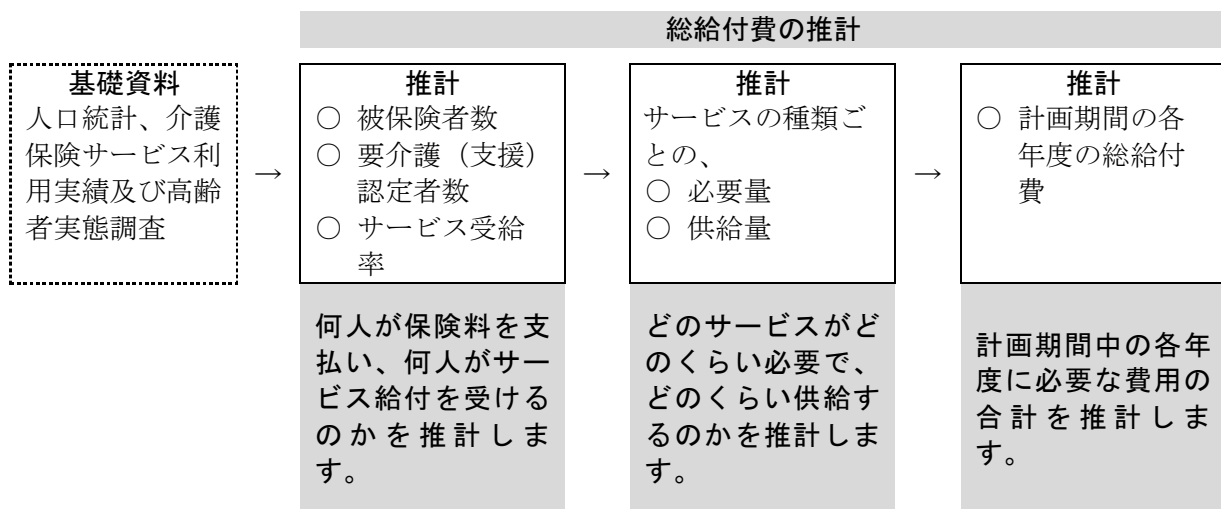 総給付費の推計
基礎資料
人口統計、介護
保険サービス利
用実績及び高齢
者実態調査
→
推計
○ 被保険者数
○ 要介護（支援）
認定者数
○ サービス受給
率
→
推計
サービスの種類ご
との、
○ 必要量
○ 供給量
→
推計
○ 計画期間の各
年度の総給付
費
何人が保険料を支
払い、何人がサー
ビス給付を受ける
のかを推計しま
す。
どのサービスがど
のくらい必要で、
どのくらい供給す
るのかを推計しま
す。
計画期間中の各年
度に必要な費用の
合計を推計しま
す。